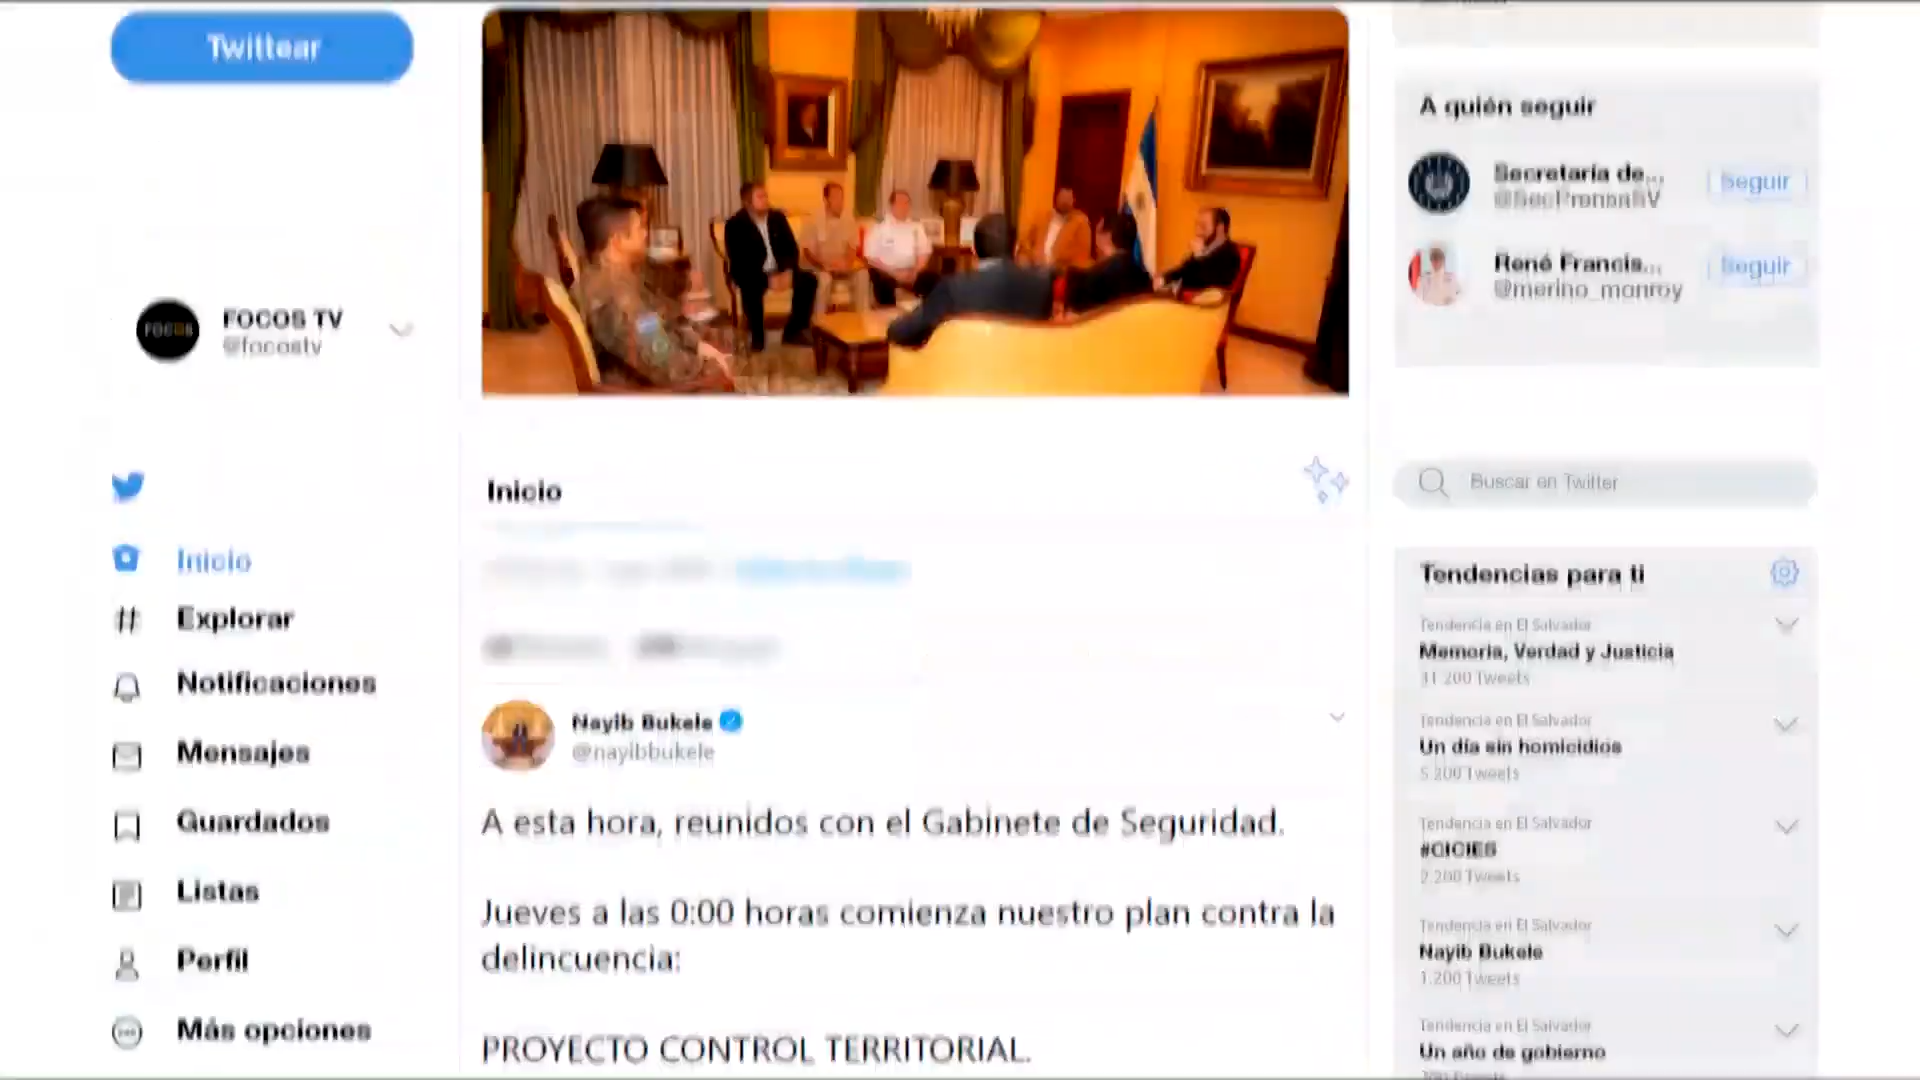 Twittear
FOCOS
FOCOS TV
@focostv
Inicio
Explorar
Notificaciones
Mensajes
Guardados
Listas
Perfil
Más opciones
Inicio
Nayib Bukele
@nayibbukele
A esta hora, reunidos con el Gabinete de Seguridad.
Jueves a las 0:00 horas comienza nuestro plan contra la
delincuencia:
PROYECTO CONTROL TERRITORIAL.
A quién seguir
Secretaría de...
@SecPrensaSV
Seguir
René Francis...
@merino_monroy
Seguir
Buscar en Twitter
Tendencias para ti
Tendencia en El Salvador
Memoria, Verdad y Justicia
31.200 Tweets
Tendencia en El Salvador
Un día sin homicidios
5.200 Tweets
Tendencia en El Salvador
#CICIES
2.200 Tweets
Tendencia en El Salvador
Nayib Bukele
1.200 Tweets
Tendencia en El Salvador
Un año de gobierno